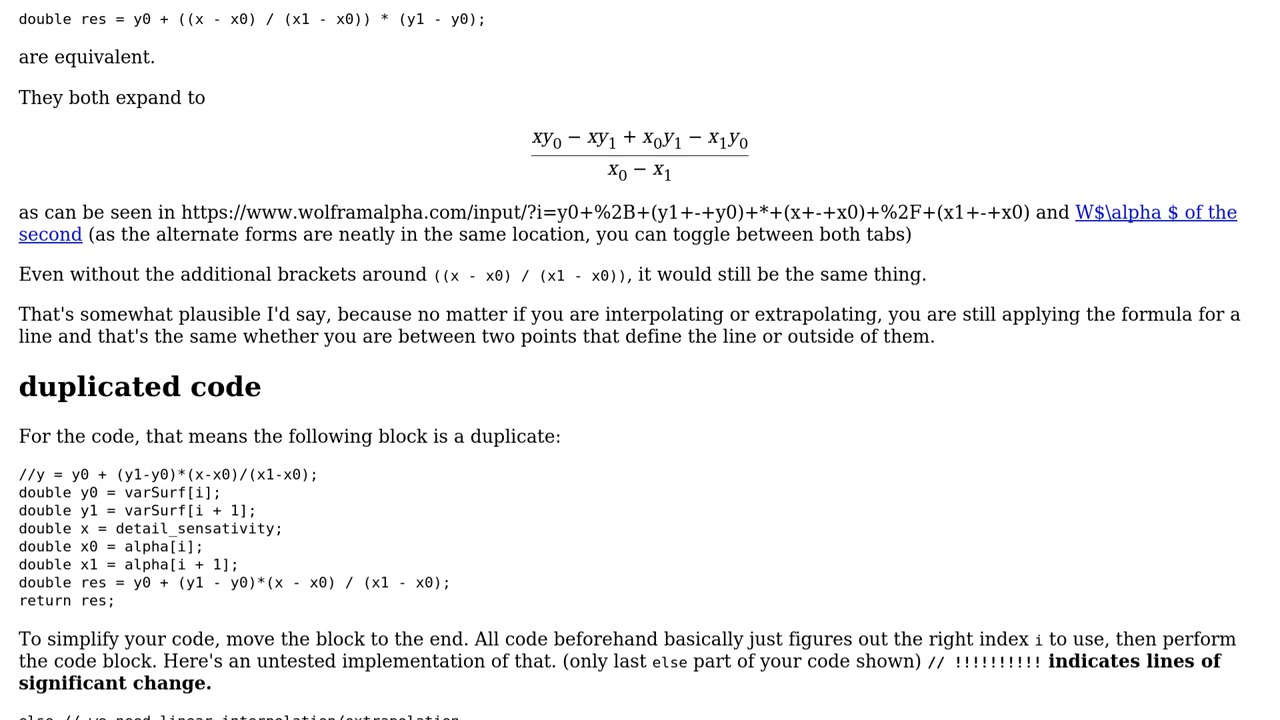 double res = y0 + ((x - x0) / (x1 - x0)) * (y1 - y0);
are equivalent.
They both expand to
xy₀ − xy₁ + x₀y₁ − x₁y₀
x₀ − x₁
as can be seen in https://www.wolframalpha.com/input/?i=y0+%2B+(y1+-+y0)+*+(x+-+x0)+%2F+(x1+-+x0) and W$\alpha $ of the
second (as the alternate forms are neatly in the same location, you can toggle between both tabs)
Even without the additional brackets around ((x - x0) / (x1 - x0)), it would still be the same thing.
That's somewhat plausible I'd say, because no matter if you are interpolating or extrapolating, you are still applying the formula for a
line and that's the same whether you are between two points that define the line or outside of them.
duplicated code
For the code, that means the following block is a duplicate:
//y = y0 + (y1-y0)*(x-x0)/(x1-x0);
double y0 = varSurf[i];
double y1 = varSurf[i + 1];
double x = detail_sensativity;
double x0 = alpha[i];
double x1 = alpha[i + 1];
double res = y0 + (y1 - y0)*(x - x0) / (x1 - x0);
return res;
To simplify your code, move the block to the end. All code beforehand basically just figures out the right index i to use, then perform
the code block. Here's an untested implementation of that. (only last else part of your code shown) // !!!!!!!!!! indicates lines of
significant change.
else // we need linear interpolation/extrapolation